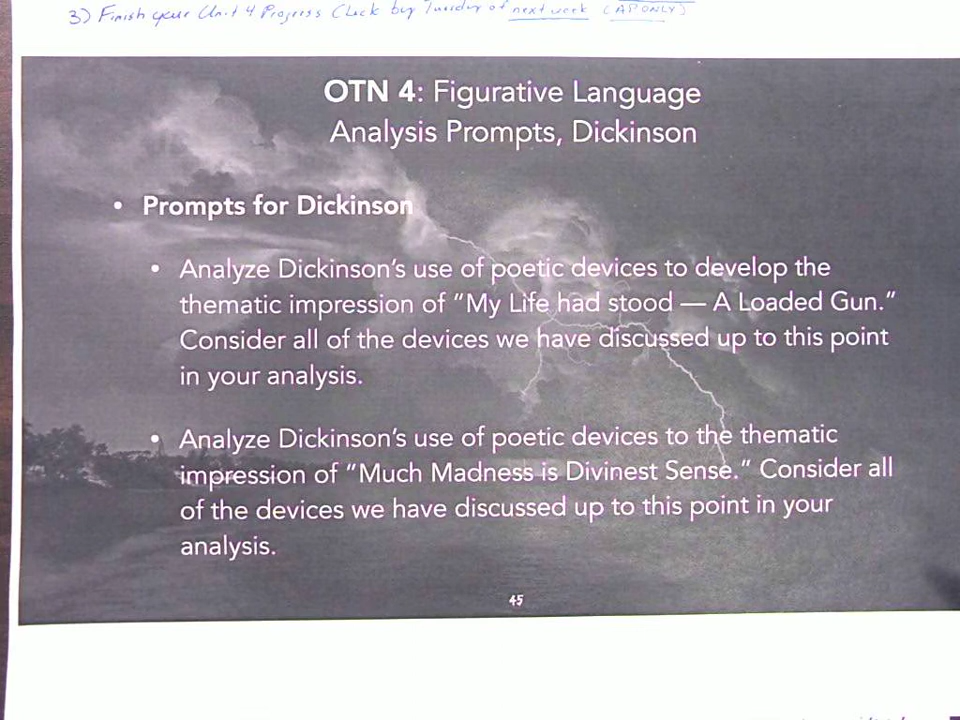 3) Finish your Unit 4 Progress Check by Tuesday of next week (AP ONLY)
OTN 4: Figurative Language
Analysis Prompts, Dickinson
• Prompts for Dickinson
• Analyze Dickinson's use of poetic devices to develop the
thematic impression of “My Life had stood — A Loaded Gun.”
Consider all of the devices we have discussed up to this point
in your analysis.
• Analyze Dickinson's use of poetic devices to the thematic
impression of “Much Madness is Divinest Sense.” Consider all
of the devices we have discussed up to this point in your
analysis.
45